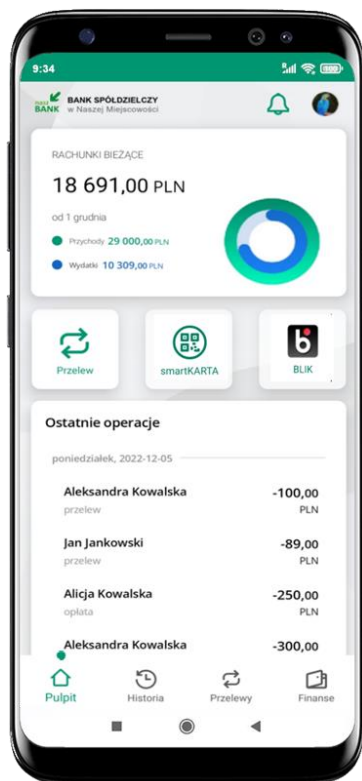 9:34
nasz BANK
BANK SPÓŁDZIELCZY
w Naszej Miejscowości
RACHUNKI BIEŻĄCE
18 691,00 PLN
od 1 grudnia
Przychody 29 000,00 PLN
Wydatki 10 309,00 PLN
Przelew
smartKARTA
b
BLIK
Ostatnie operacje
poniedziałek, 2022-12-05
Aleksandra Kowalska -100,00
przelew PLN
Jan Jankowski -89,00
przelew PLN
Alicja Kowalska -250,00
opłata PLN
Aleksandra Kowalska -300,00
Pulpit Historia Przelewy Finanse